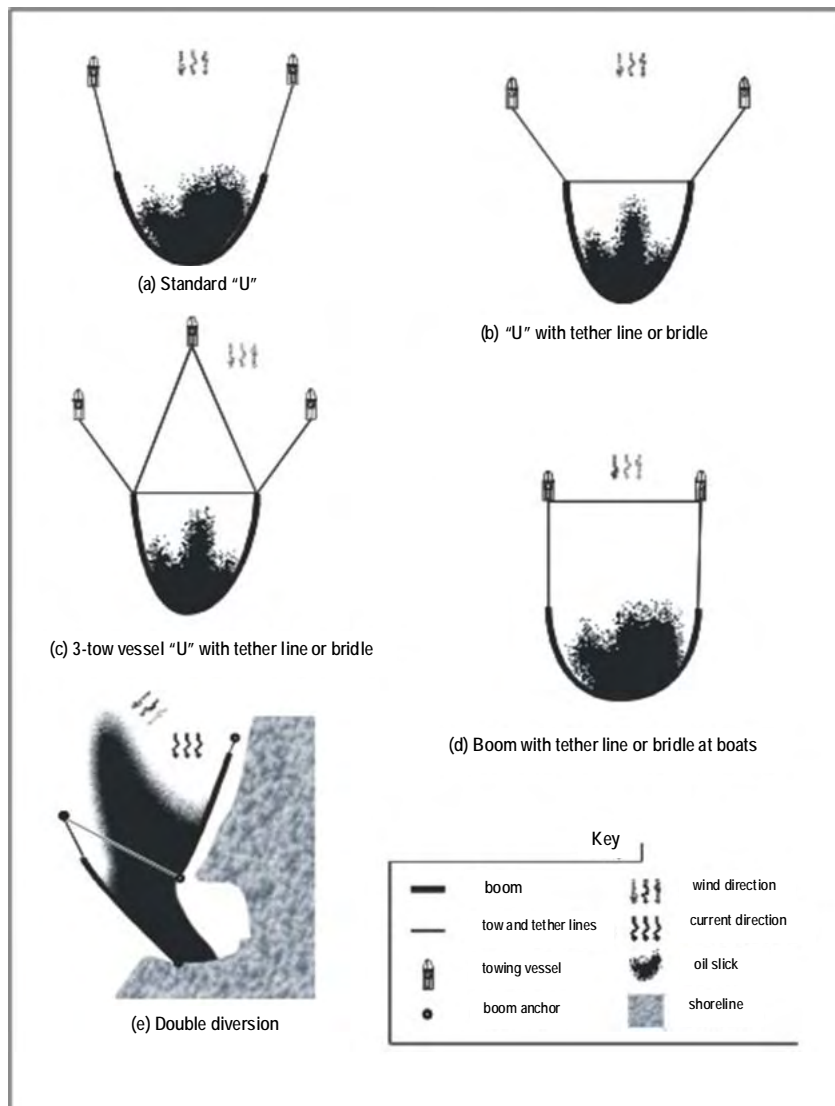 (a) Standard “U”
(b) “U” with tether line or bridle
(c) 3-tow vessel “U” with tether line or bridle
(d) Boom with tether line or bridle at boats
(e) Double diversion
Key
boom
wind direction
tow and tether lines
current direction
towing vessel
oil slick
boom anchor
shoreline